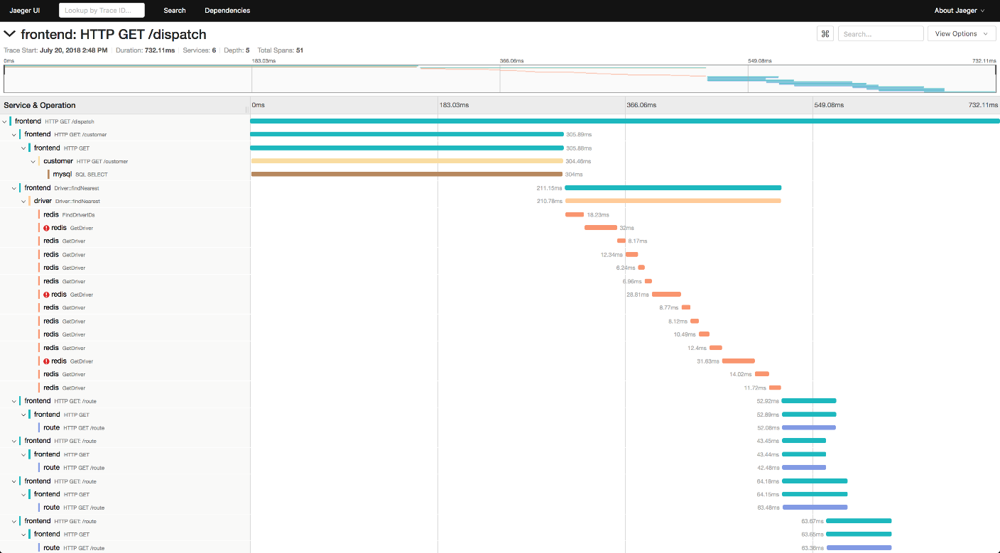 Jaeger UI Lookup by Trace ID... Search Dependencies About Jaeger
frontend: HTTP GET /dispatch
⌘ Search... View Options
Trace Start: July 20, 2018 2:48 PM Duration: 732.11ms Services: 6 Depth: 5 Total Spans: 51
0ms 183.03ms 366.06ms 549.08ms 732.11ms
Service & Operation 0ms 183.03ms 366.06ms 549.08ms 732.11ms
frontend HTTP GET /dispatch
frontend HTTP GET: /customer 305.89ms
frontend HTTP GET 305.88ms
customer HTTP GET /customer 304.46ms
mysql SQL SELECT 304ms
frontend Driver::findNearest 211.15ms
driver Driver::findNearest 210.78ms
redis FindDriverIDs 18.23ms
redis GetDriver 32ms
redis GetDriver 8.17ms
redis GetDriver 12.34ms
redis GetDriver 6.24ms
redis GetDriver 6.96ms
redis GetDriver 28.81ms
redis GetDriver 8.77ms
redis GetDriver 8.12ms
redis GetDriver 10.49ms
redis GetDriver 12.4ms
redis GetDriver 31.63ms
redis GetDriver 14.02ms
redis GetDriver 11.72ms
frontend HTTP GET: /route 52.92ms
frontend HTTP GET 52.89ms
route HTTP GET /route 52.08ms
frontend HTTP GET: /route 43.45ms
frontend HTTP GET 43.44ms
route HTTP GET /route 42.48ms
frontend HTTP GET: /route 64.18ms
frontend HTTP GET 64.15ms
route HTTP GET /route 63.48ms
frontend HTTP GET: /route 63.67ms
frontend HTTP GET 63.65ms
route HTTP GET /route 63.36ms